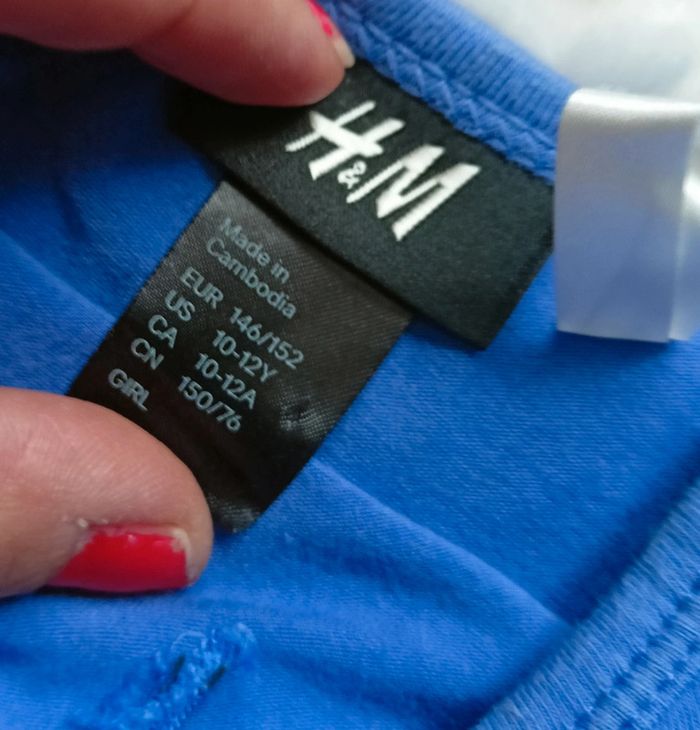 H&M
Made in
Cambodia
EUR 146/152
US 10-12Y
CA 10-12A
CN 150/76
GIRL